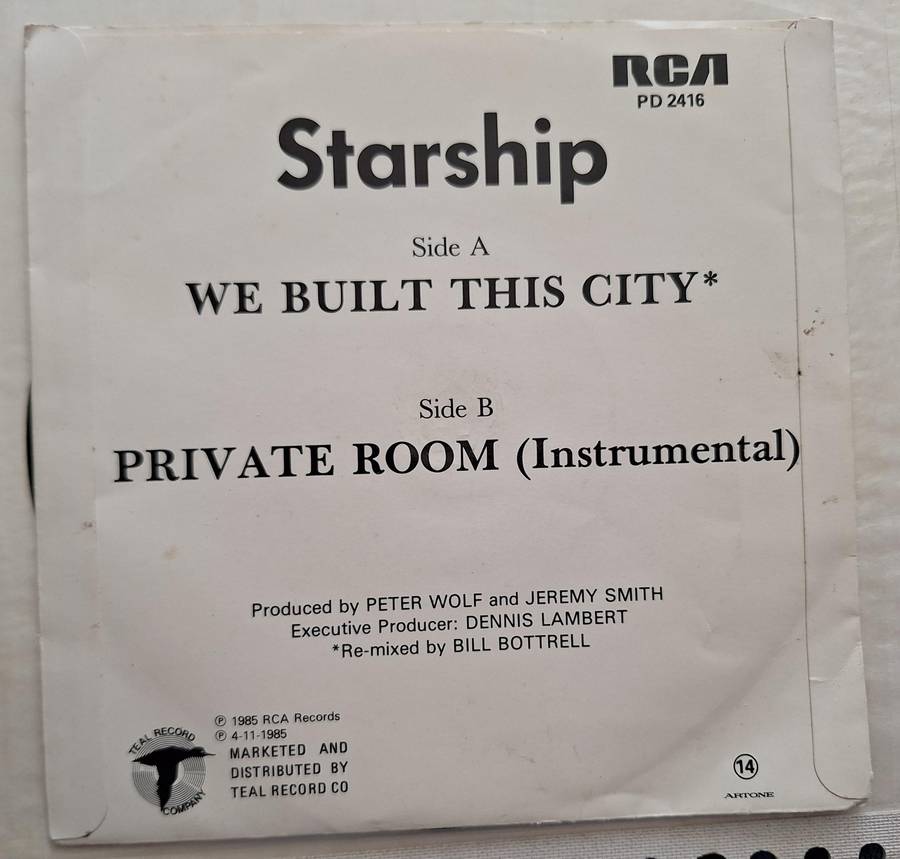 RCA
PD 2416
Starship
Side A
WE BUILT THIS CITY*
Side B
PRIVATE ROOM (Instrumental)
Produced by PETER WOLF and JEREMY SMITH
Executive Producer: DENNIS LAMBERT
*Re-mixed by BILL BOTTRELL
TEAL RECORD COMPANY
℗ 1985 RCA Records
℗ 4-11-1985
MARKETED AND
DISTRIBUTED BY
TEAL RECORD CO
14
ARTONE